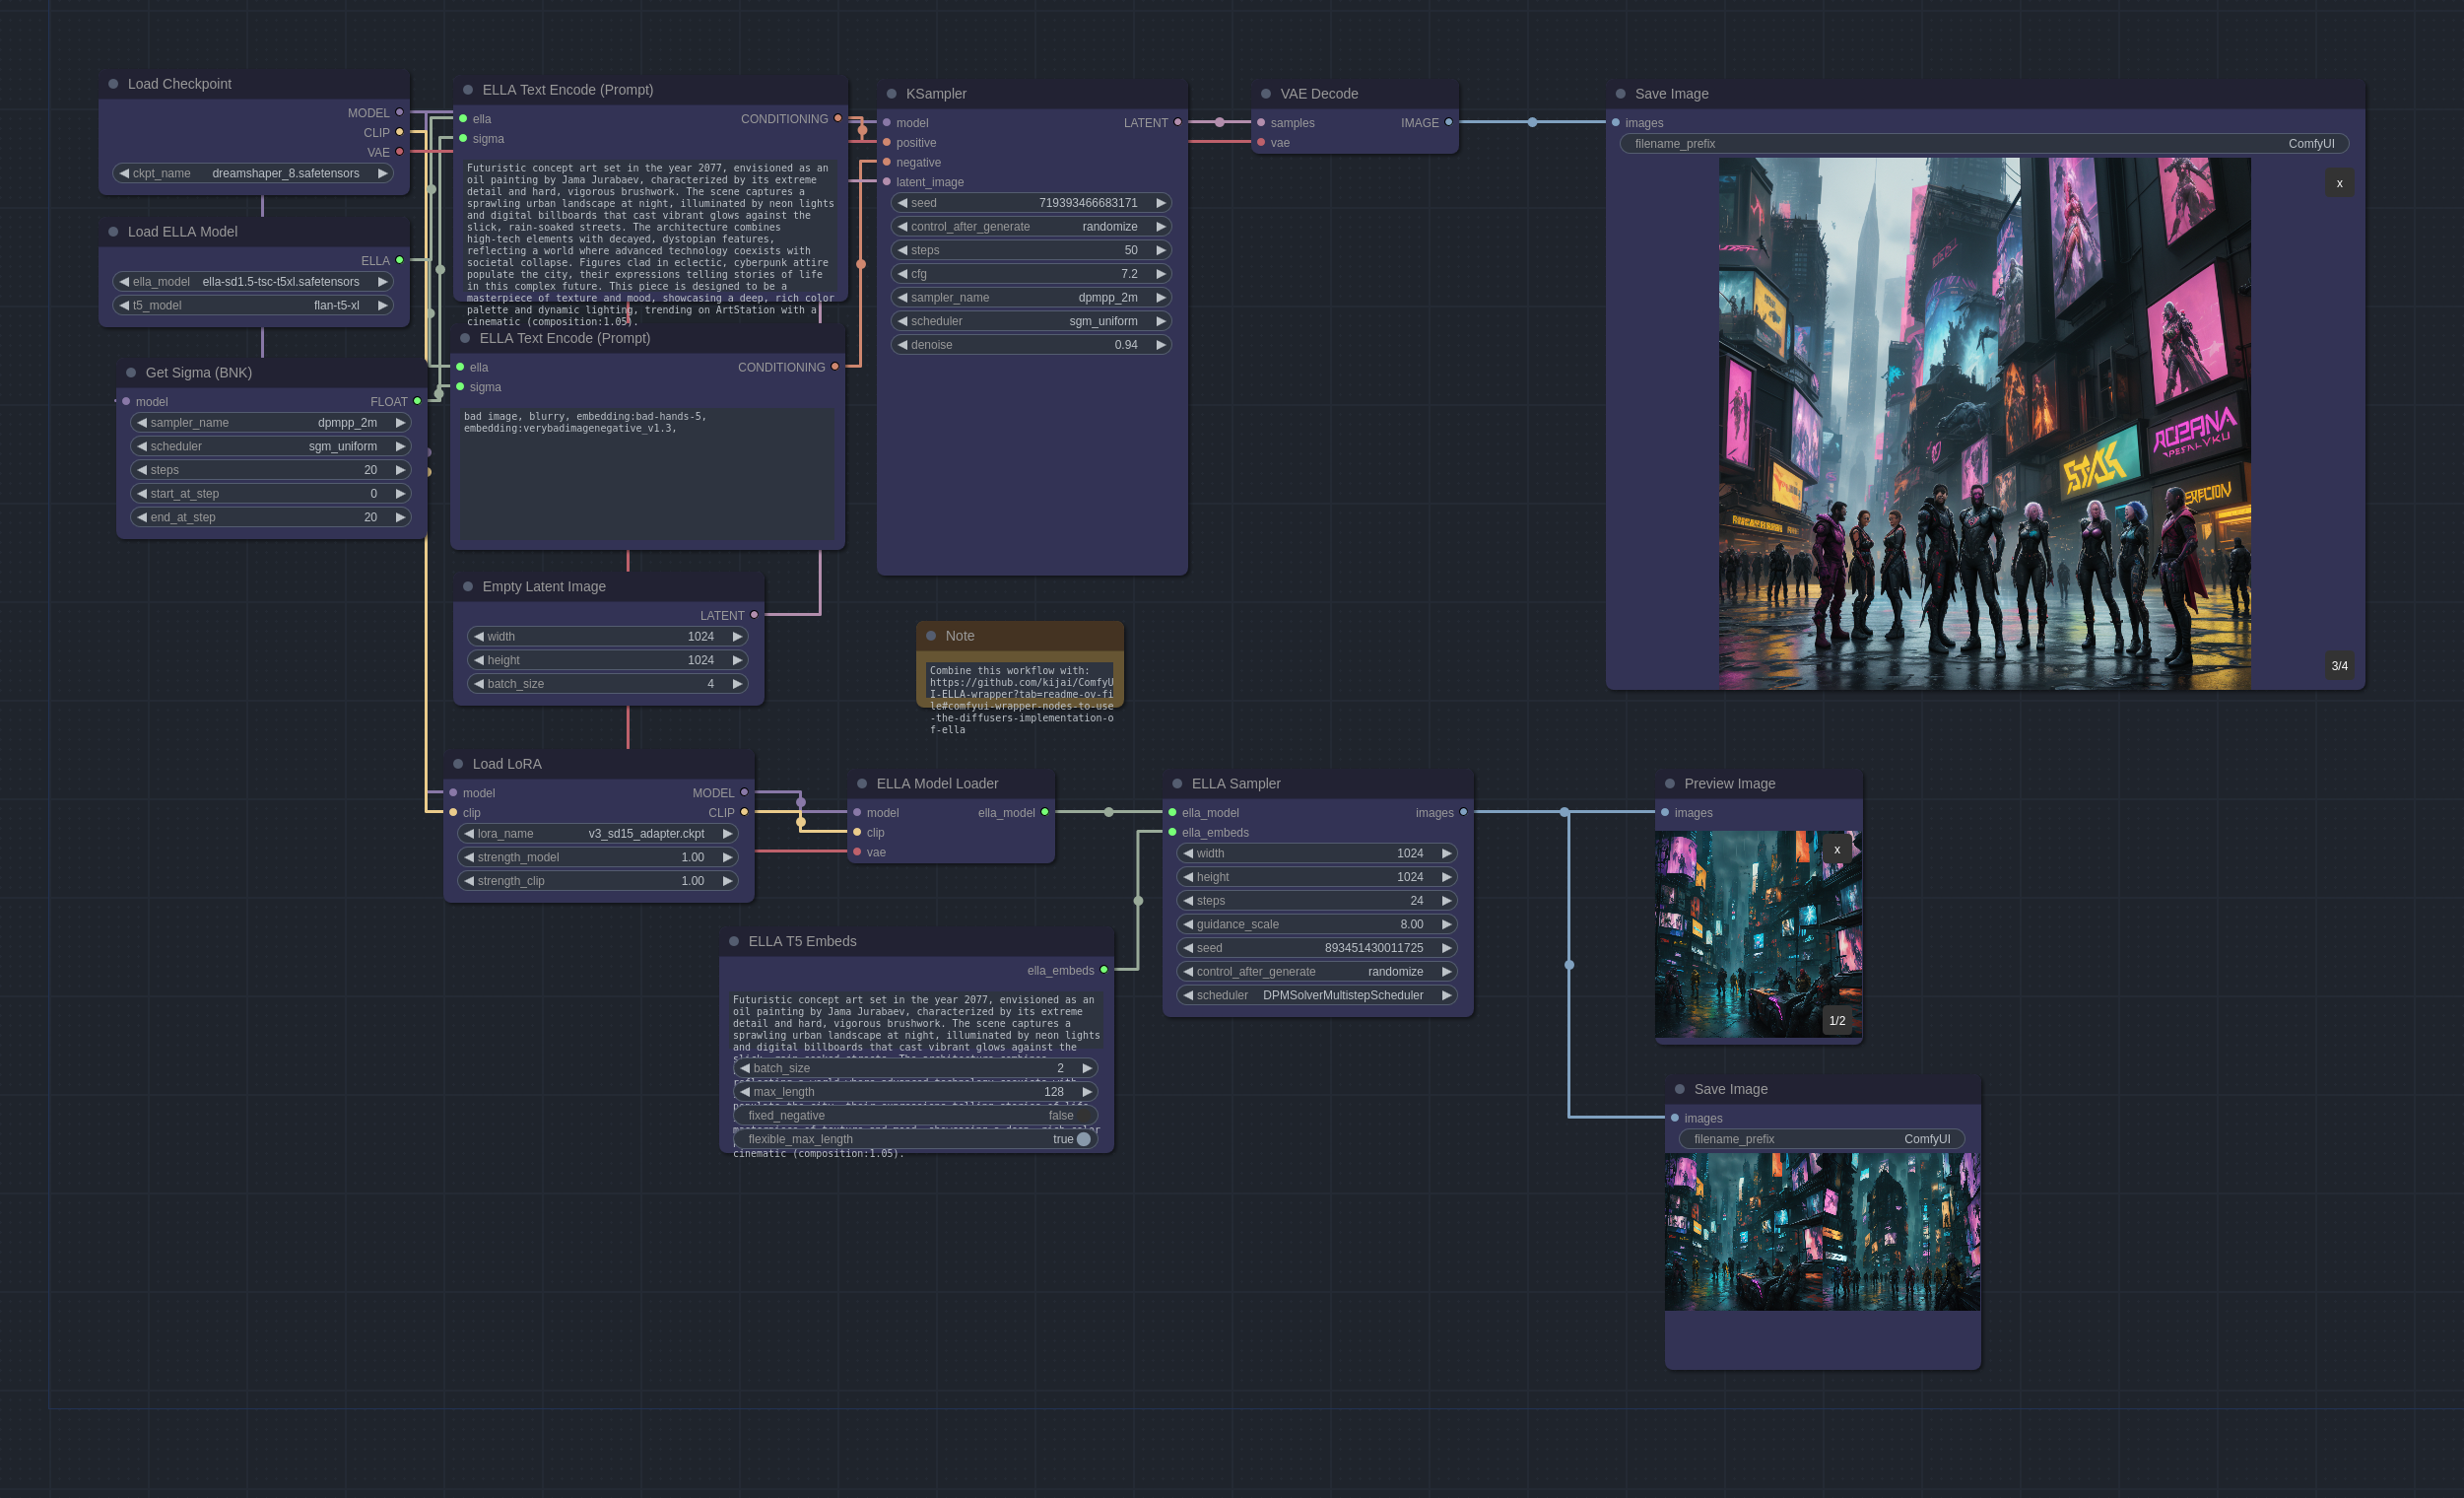 Load Checkpoint
MODEL
CLIP
VAE
ckpt_name dreamshaper_8.safetensors
Load ELLA Model
ELLA
ella_model ella-sd1.5-tsc-t5xl.safetensors
t5_model flan-t5-xl
Get Sigma (BNK)
model FLOAT
sampler_name dpmpp_2m
scheduler sgm_uniform
steps 20
start_at_step 0
end_at_step 20
ELLA Text Encode (Prompt)
ella CONDITIONING
sigma
Futuristic concept art set in the year 2077, envisioned as an
oil painting by Jama Jurabaev, characterized by its extreme
detail and hard, vigorous brushwork. The scene captures a
sprawling urban landscape at night, illuminated by neon lights
and digital billboards that cast vibrant glows against the
slick, rain-soaked streets. The architecture combines
high-tech elements with decayed, dystopian features,
reflecting a world where advanced technology coexists with
societal collapse. Figures clad in eclectic, cyberpunk attire
populate the city, their expressions telling stories of life
in this complex future. This piece is designed to be a
masterpiece of texture and mood, showcasing a deep, rich color
palette and dynamic lighting, trending on ArtStation with a
cinematic (composition:1.05).
ELLA Text Encode (Prompt)
ella CONDITIONING
sigma
bad image, blurry, embedding:bad-hands-5,
embedding:verybadimagenegative_v1.3,
Empty Latent Image
LATENT
width 1024
height 1024
batch_size 4
KSampler
model LATENT
positive
negative
latent_image
seed 719393466683171
control_after_generate randomize
steps 50
cfg 7.2
sampler_name dpmpp_2m
scheduler sgm_uniform
denoise 0.94
VAE Decode
samples IMAGE
vae
Save Image
images
filename_prefix ComfyUI
x
STAK
3/4
Note
Combine this workflow with:
https://github.com/kijai/ComfyU
I-ELLA-wrapper?tab=readme-ov-fi
le#comfyui-wrapper-nodes-to-use
-the-diffusers-implementation-o
f-ella
Load LoRA
model MODEL
clip CLIP
lora_name v3_sd15_adapter.ckpt
strength_model 1.00
strength_clip 1.00
ELLA Model Loader
model ella_model
clip
vae
ELLA T5 Embeds
ella_embeds
Futuristic concept art set in the year 2077, envisioned as an
oil painting by Jama Jurabaev, characterized by its extreme
detail and hard, vigorous brushwork. The scene captures a
sprawling urban landscape at night, illuminated by neon lights
and digital billboards that cast vibrant glows against the
batch_size 2
max_length 128
fixed_negative false
flexible_max_length true
cinematic (composition:1.05).
ELLA Sampler
ella_model images
ella_embeds
width 1024
height 1024
steps 24
guidance_scale 8.00
seed 893451430011725
control_after_generate randomize
scheduler DPMSolverMultistepScheduler
Preview Image
images
x
1/2
Save Image
images
filename_prefix ComfyUI